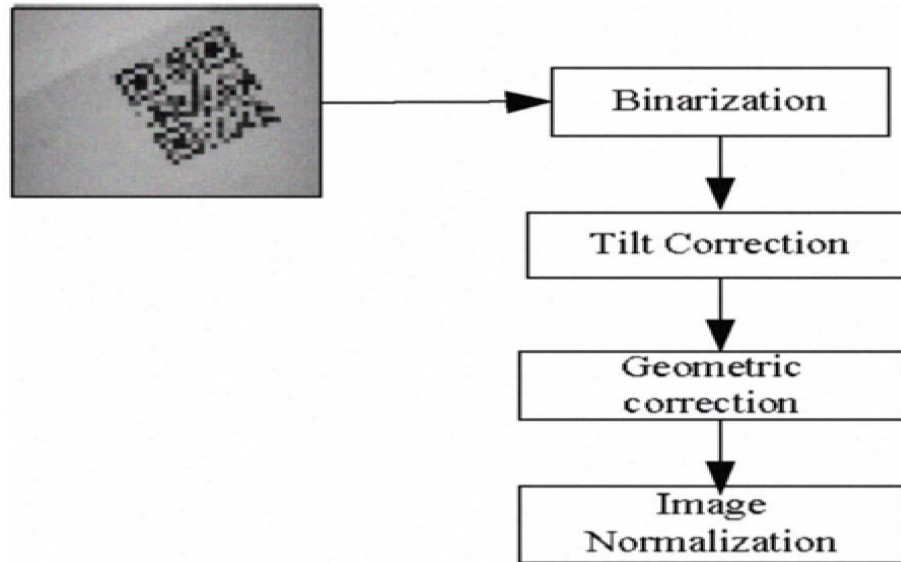 Binarization
Tilt Correction
Geometric
correction
Image
Normalization